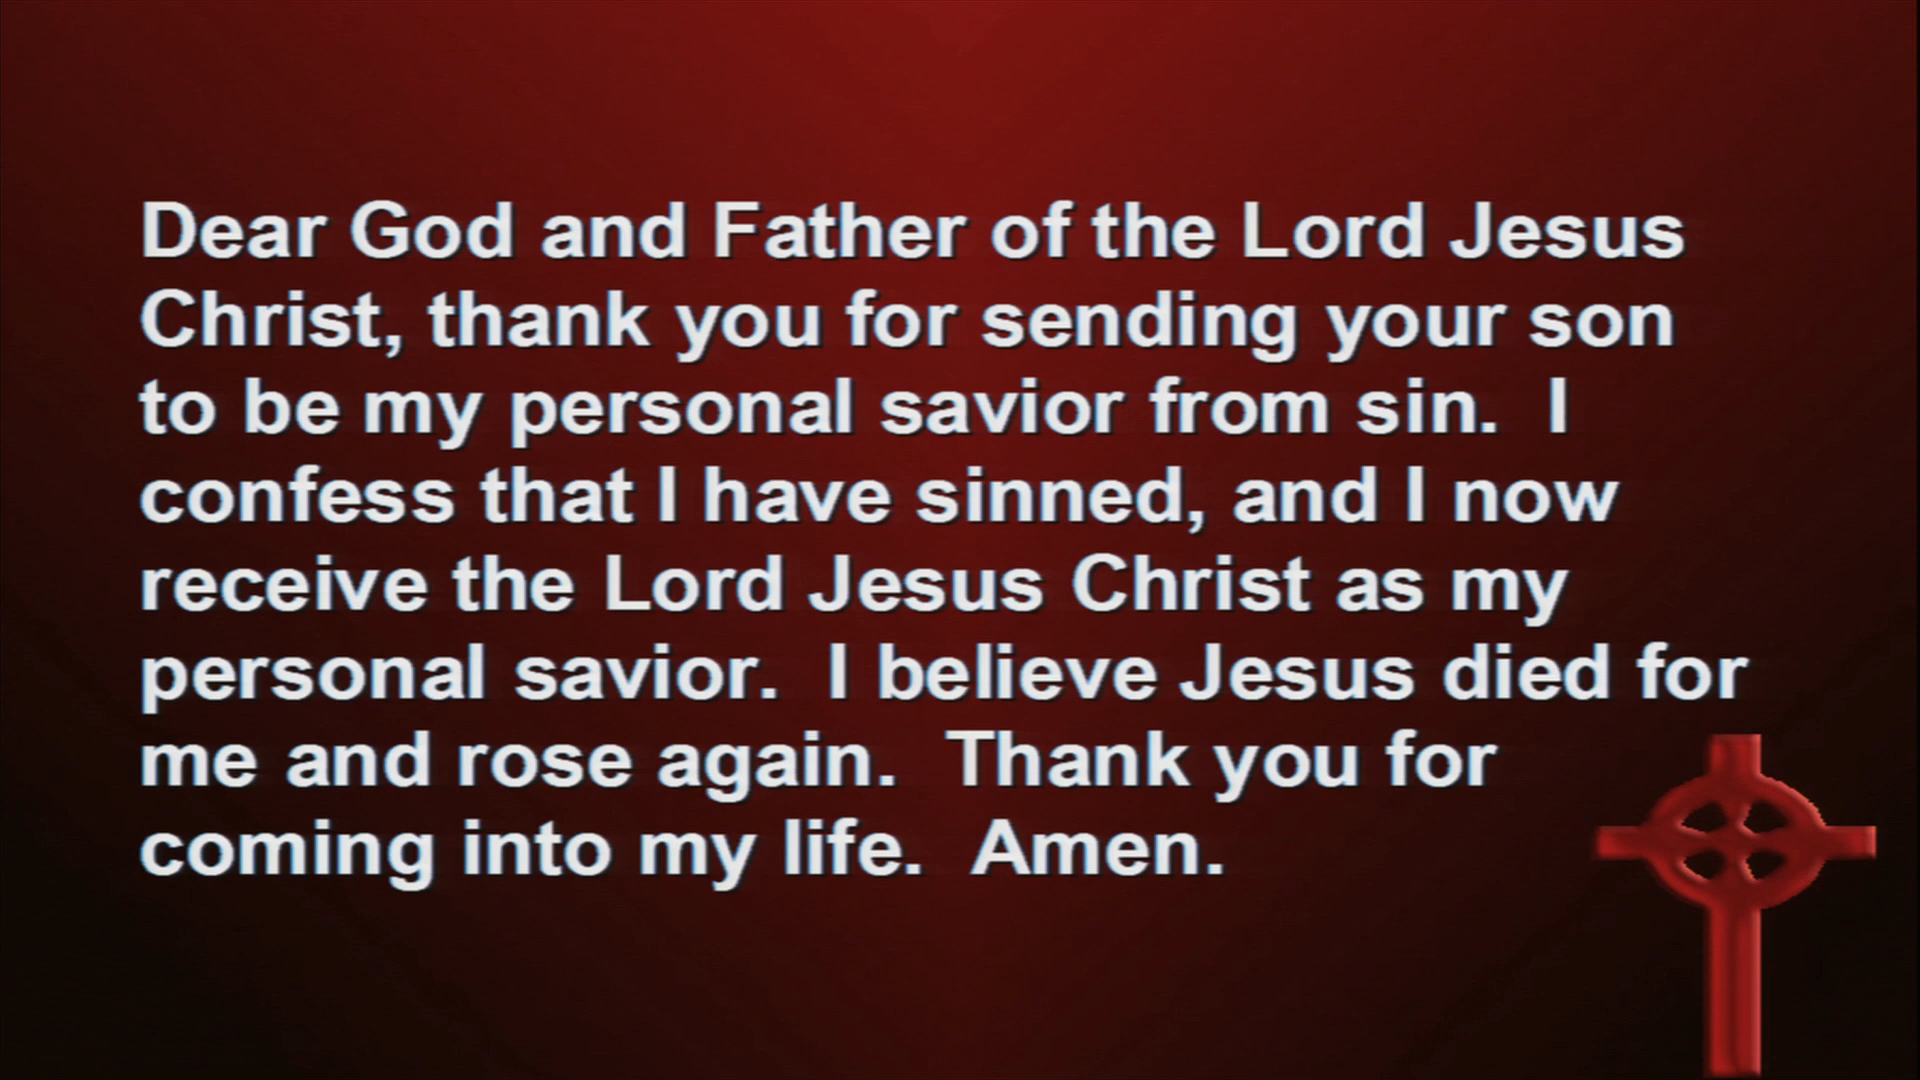 Dear God and Father of the Lord Jesus
Christ, thank you for sending your son
to be my personal savior from sin.  I
confess that I have sinned, and I now
receive the Lord Jesus Christ as my
personal savior.  I believe Jesus died for
me and rose again.  Thank you for
coming into my life.  Amen.